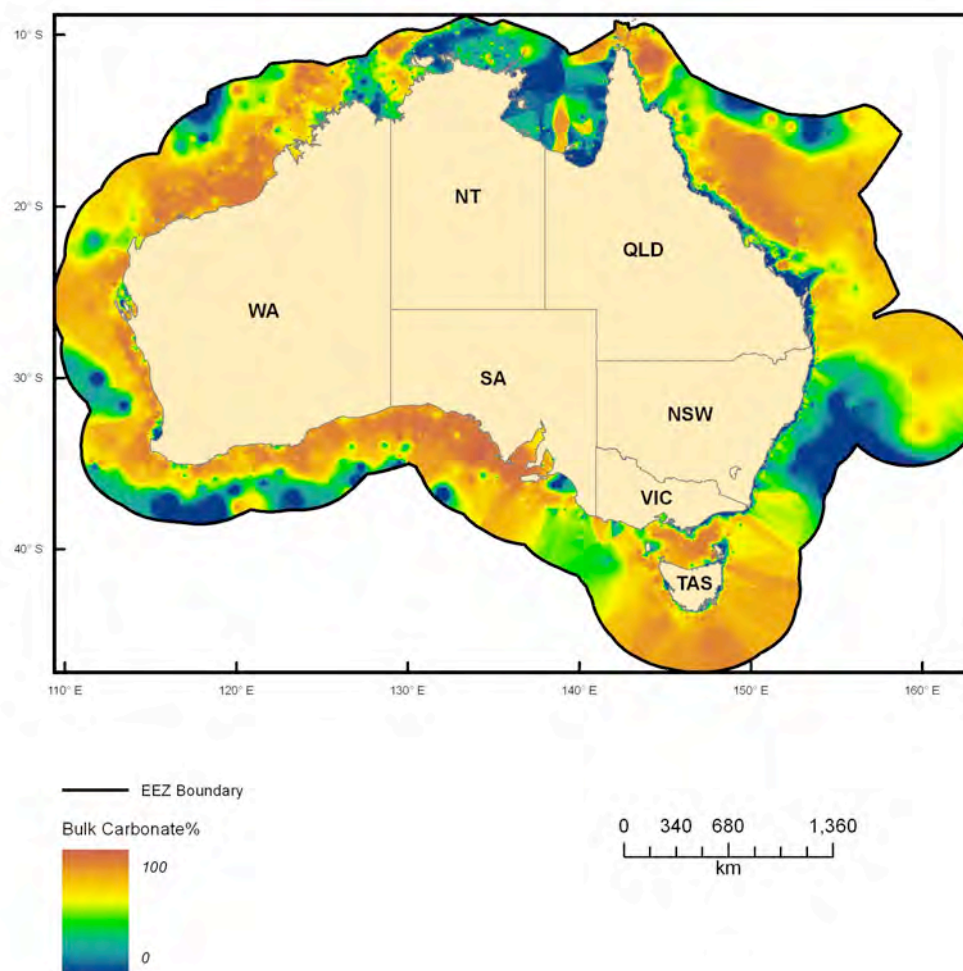 10° S
20° S
30° S
40° S
NT
QLD
WA
SA
NSW
VIC
TAS
110° E
120° E
130° E
140° E
150° E
160° E
EEZ Boundary
Bulk Carbonate%
100
0
0 340 680 1,360
km